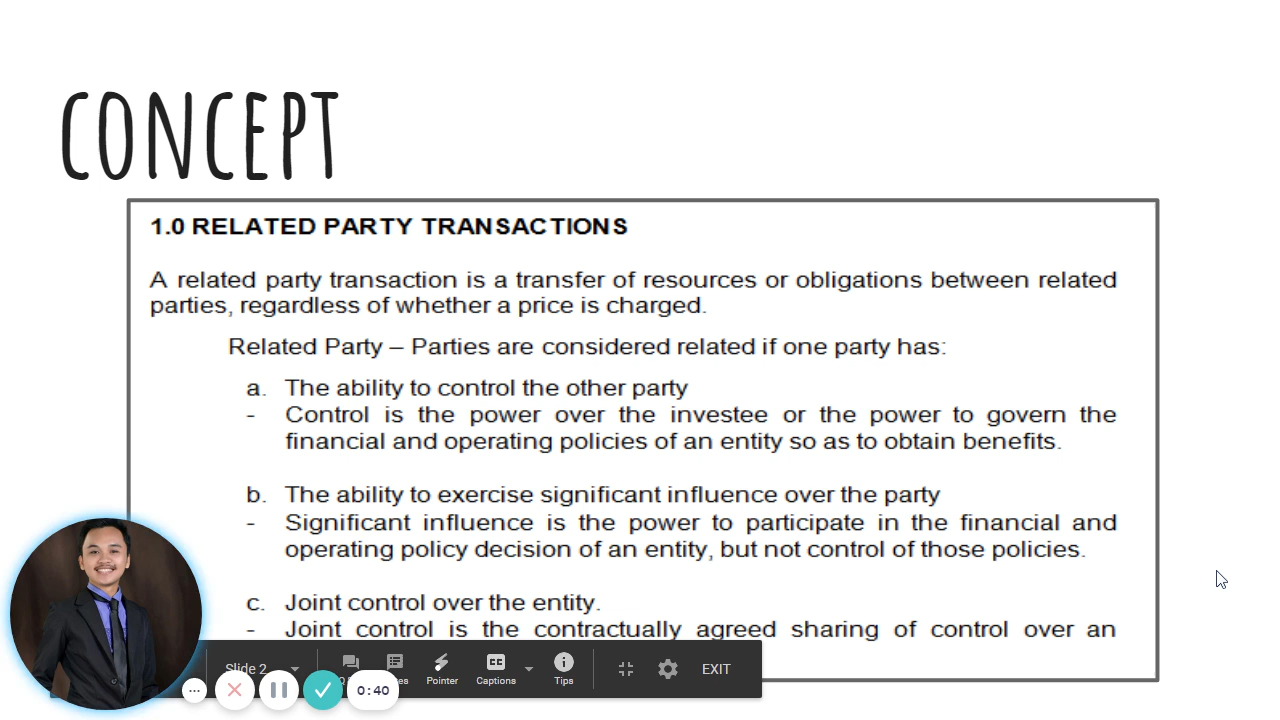 CONCEPT
1.0 RELATED PARTY TRANSACTIONS
A related party transaction is a transfer of resources or obligations between related
parties, regardless of whether a price is charged.
Related Party – Parties are considered related if one party has:
a. The ability to control the other party
- Control is the power over the investee or the power to govern the
financial and operating policies of an entity so as to obtain benefits.
b. The ability to exercise significant influence over the party
- Significant influence is the power to participate in the financial and
operating policy decision of an entity, but not control of those policies.
c. Joint control over the entity.
- Joint control is the contractually agreed sharing of control over an
Slide 2
Pointer
Captions
Tips
EXIT
0:40